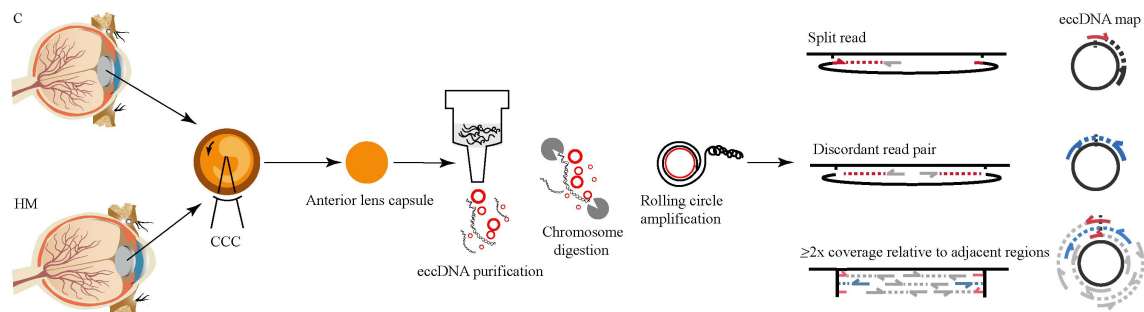 C
HM
CCC
Anterior lens capsule
eccDNA purification
Chromosome
digestion
Rolling circle
amplification
Split read
Discordant read pair
≥2x coverage relative to adjacent regions
eccDNA map